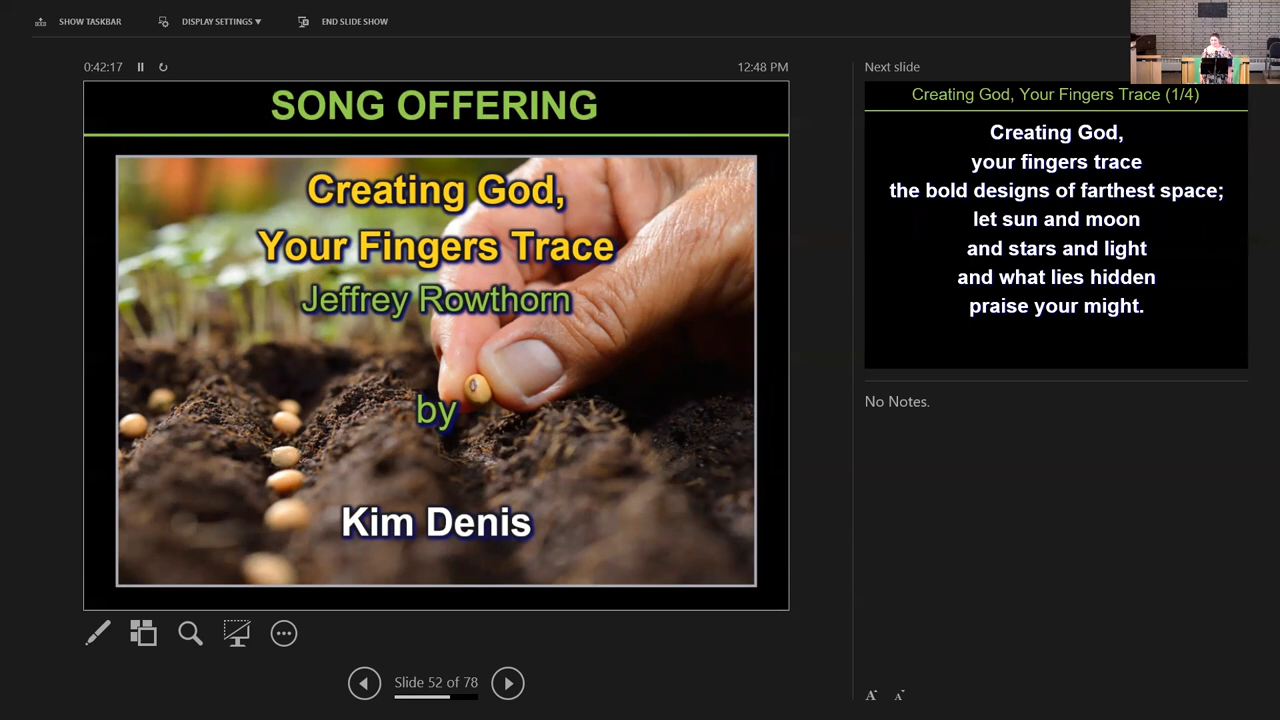 SHOW TASKBAR
DISPLAY SETTINGS ▼
END SLIDE SHOW
0:42:17
12:48 PM
SONG OFFERING
Creating God,
Your Fingers Trace
Jeffrey Rowthorn
by
Kim Denis
Slide 52 of 78
Next slide
Creating God, Your Fingers Trace (1/4)
Creating God,
your fingers trace
the bold designs of farthest space;
let sun and moon
and stars and light
and what lies hidden
praise your might.
No Notes.
A A